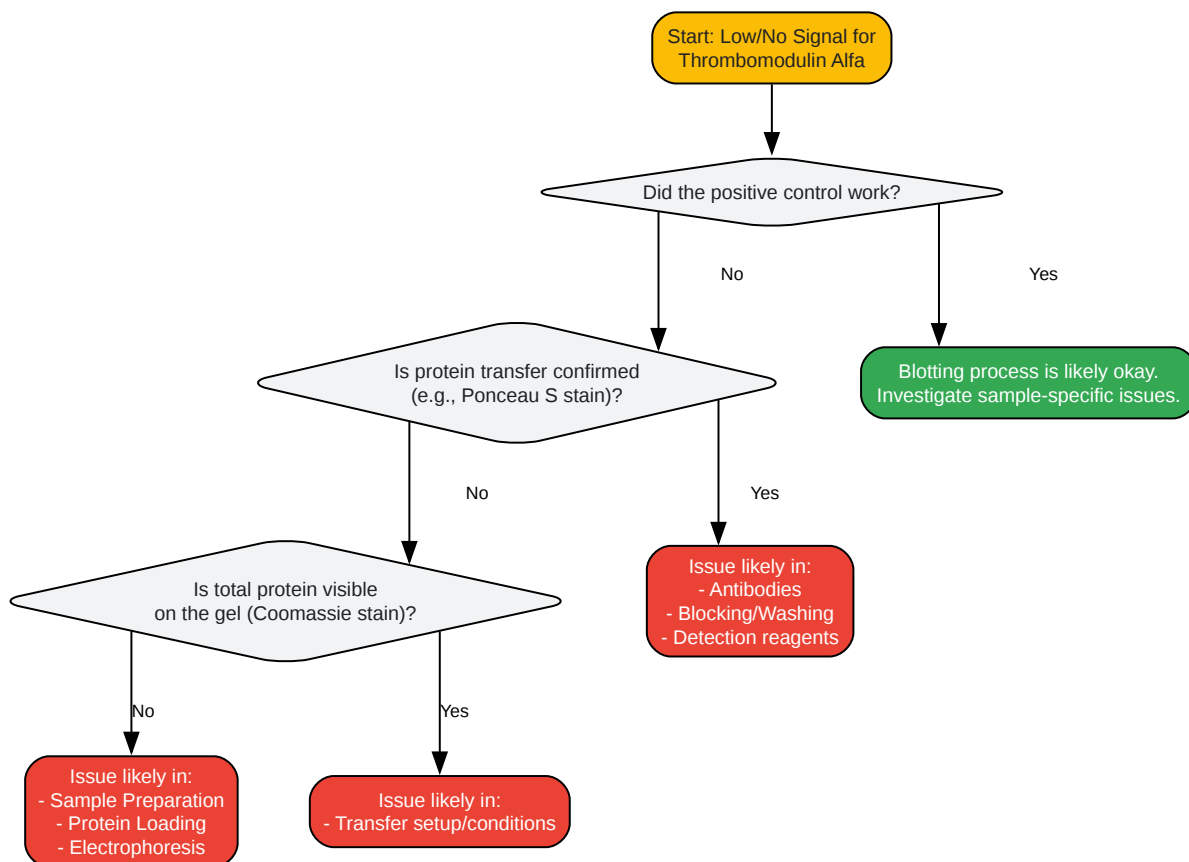 Start: Low/No Signal for
Thrombomodulin Alfa
Did the positive control work?
No
Yes
Is protein transfer confirmed
(e.g., Ponceau S stain)?
Blotting process is likely okay.
Investigate sample-specific issues.
No
Yes
Is total protein visible
on the gel (Coomassie stain)?
Issue likely in:
- Antibodies
- Blocking/Washing
- Detection reagents
No
Yes
Issue likely in:
- Sample Preparation
- Protein Loading
- Electrophoresis
Issue likely in:
- Transfer setup/conditions